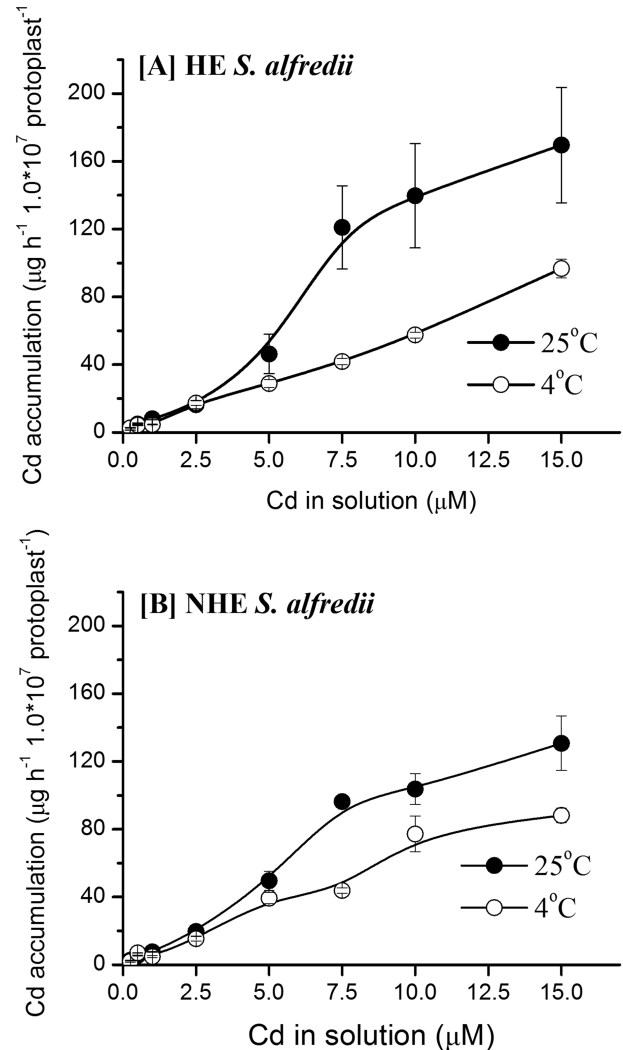 [A] HE S. alfredii
Cd accumulation (μg h⁻¹ 1.0*10⁷ protoplast⁻¹)
220
160
120
80
40
0
0.0 2.5 5.0 7.5 10.0 12.5 15.0
25°C
4°C
Cd in solution (μM)
[B] NHE S. alfredii
Cd accumulation (μg h⁻¹ 1.0*10⁷ protoplast⁻¹)
200
160
120
80
40
0
0.0 2.5 5.0 7.5 10.0 12.5 15.0
25°C
4°C
Cd in solution (μM)